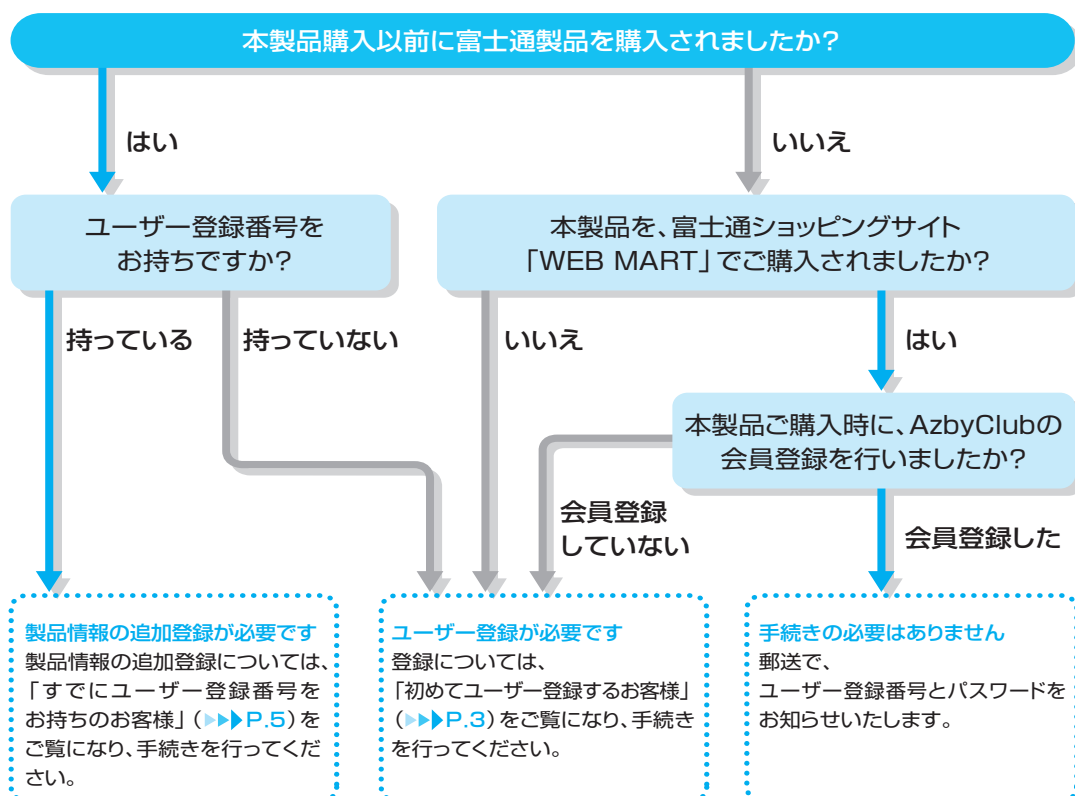 本製品購入以前に富士通製品を購入されましたか?
はい
いいえ
ユーザー登録番号を
お持ちですか?
本製品を、富士通ショッピングサイト
「WEB MART」でご購入されましたか?
持っている
持っていない
いいえ
はい
本製品ご購入時に、AzbyClubの
会員登録を行いましたか?
会員登録
していない
会員登録した
製品情報の追加登録が必要です
製品情報の追加登録については、
「すでにユーザー登録番号を
お持ちのお客様」(▶▶▶P.5)を
ご覧になり、手続きを行ってくだ
さい。
ユーザー登録が必要です
登録については、
「初めてユーザー登録するお客様」
(▶▶▶P.3)をご覧になり、手続き
を行ってください。
手続きの必要はありません
郵送で、
ユーザー登録番号とパスワードを
お知らせいたします。